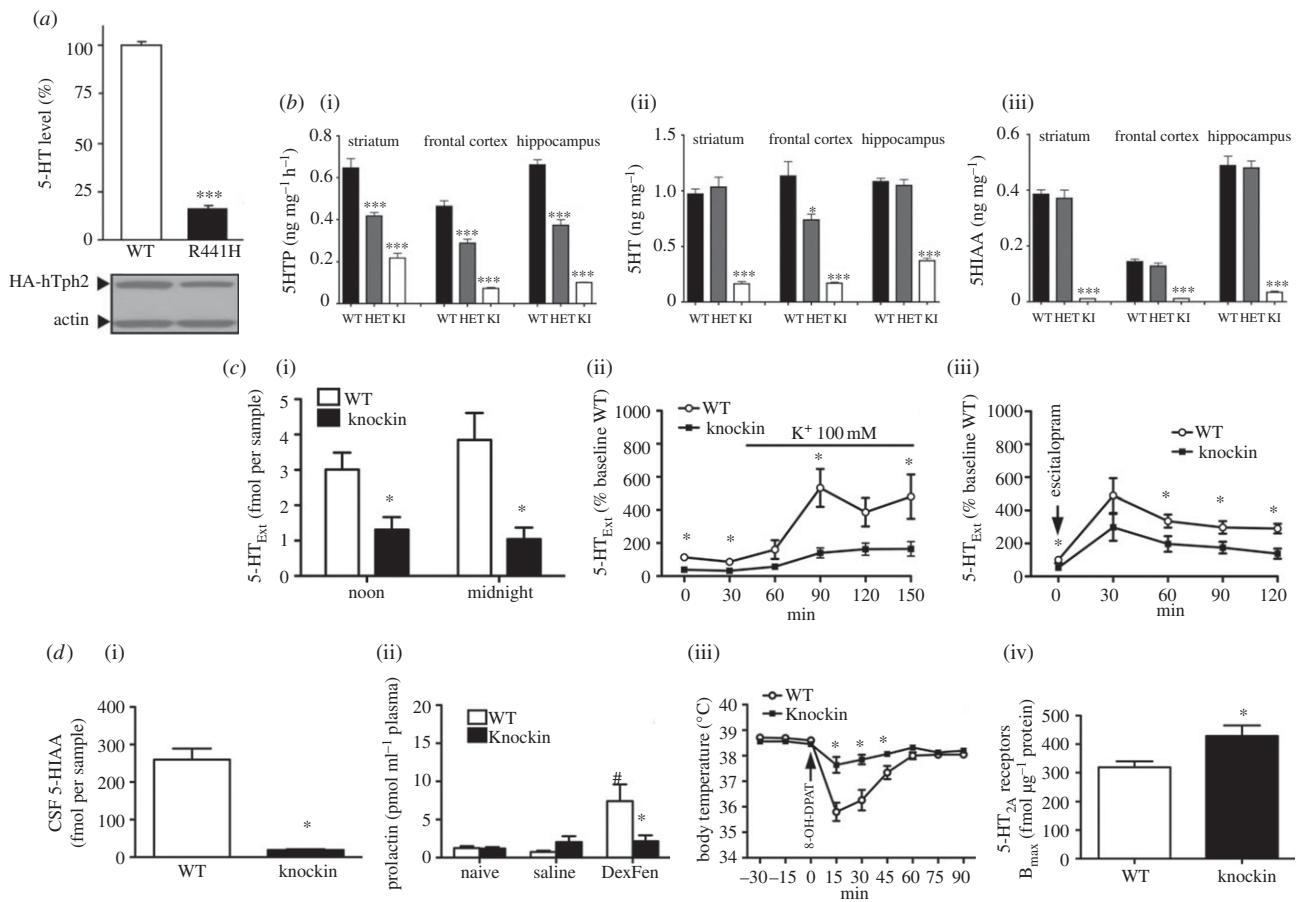 (a)
100
75
50
25
0
5-HT level (%)
***
WT R441H
HA-hTph2
actin
(b) (i)
striatum frontal cortex hippocampus
0.8
0.6
0.4
0.2
0
5HTP (ng mg⁻¹ h⁻¹)
*** *** *** *** *** ***
WT HET KI WT HET KI WT HET KI
(ii)
striatum frontal cortex hippocampus
1.5
1.0
0.5
0
5HT (ng mg⁻¹)
*** * *** ***
WT HET KI WT HET KI WT HET KI
(iii)
striatum frontal cortex hippocampus
0.6
0.4
0.2
0
5HIAA (ng mg⁻¹)
*** *** ***
WT HET KI WT HET KI WT HET KI
(c) (i)
WT
knockin
5
4
3
2
1
0
5-HT_Ext (fmol per sample)
* *
noon midnight
(ii)
WT
knockin
K⁺ 100 mM
1000
800
600
400
200
0
5-HT_Ext (% baseline WT)
* * * *
0 30 60 90 120 150
min
(iii)
WT
knockin
escitalopram
1000
800
600
400
200
0
5-HT_Ext (% baseline WT)
* * * *
0 30 60 90 120
min
(d) (i)
400
300
200
100
0
CSF 5-HIAA
(fmol per sample)
*
WT knockin
(ii)
WT
Knockin
20
15
10
5
0
prolactin (pmol ml⁻¹ plasma)
# *
naive saline DexFen
(iii)
WT
Knockin
40
39
38
37
36
35
34
body temperature (°C)
8-OH-DPAT
* * *
–30 –15 0 15 30 45 60 75 90
min
(iv)
500
400
300
200
100
0
5-HT₂A receptors
Bmax (fmol µg⁻¹ protein)
*
WT knockin